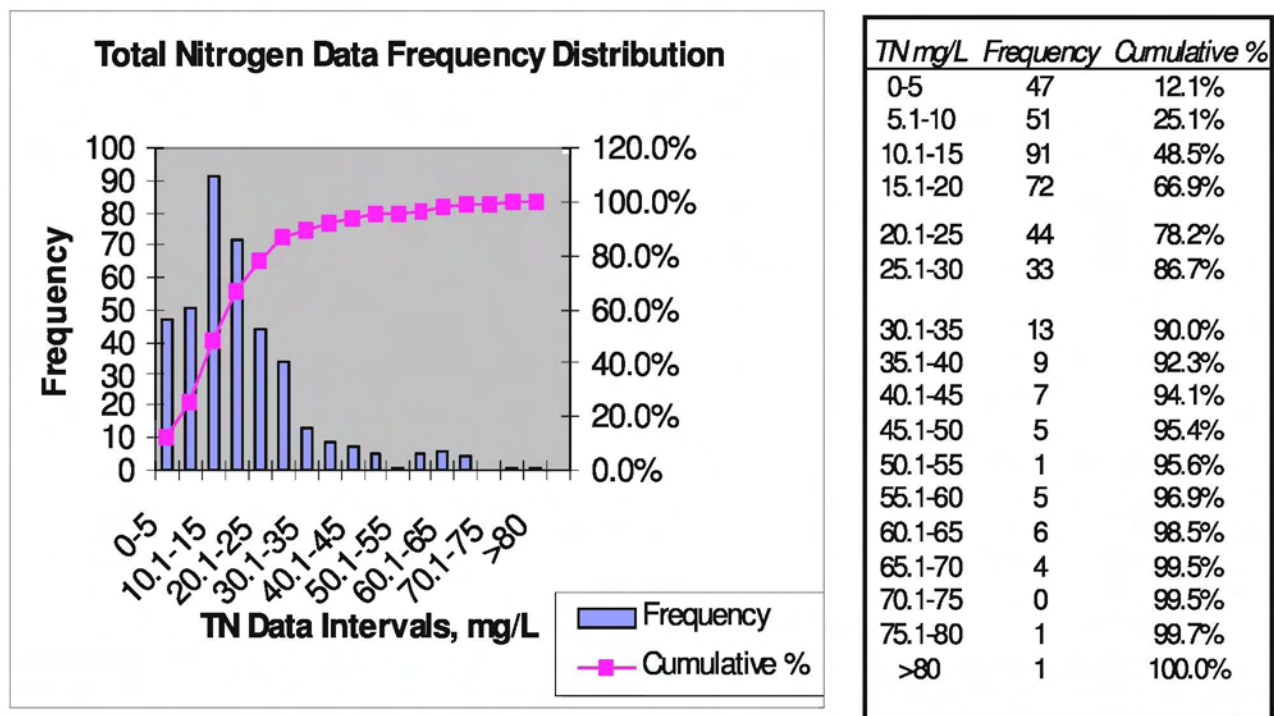 Total Nitrogen Data Frequency Distribution
Frequency
100
90
80
70
60
50
40
30
20
10
0
120.0%
100.0%
80.0%
60.0%
40.0%
20.0%
0.0%
0-5
10.1-15
20.1-25
30.1-35
40.1-45
50.1-55
60.1-65
70.1-75
>80
TN Data Intervals, mg/L
Frequency
Cumulative %
TN mg/L Frequency Cumulative %
0-5 47 12.1%
5.1-10 51 25.1%
10.1-15 91 48.5%
15.1-20 72 66.9%
20.1-25 44 78.2%
25.1-30 33 86.7%
30.1-35 13 90.0%
35.1-40 9 92.3%
40.1-45 7 94.1%
45.1-50 5 95.4%
50.1-55 1 95.6%
55.1-60 5 96.9%
60.1-65 6 98.5%
65.1-70 4 99.5%
70.1-75 0 99.5%
75.1-80 1 99.7%
>80 1 100.0%